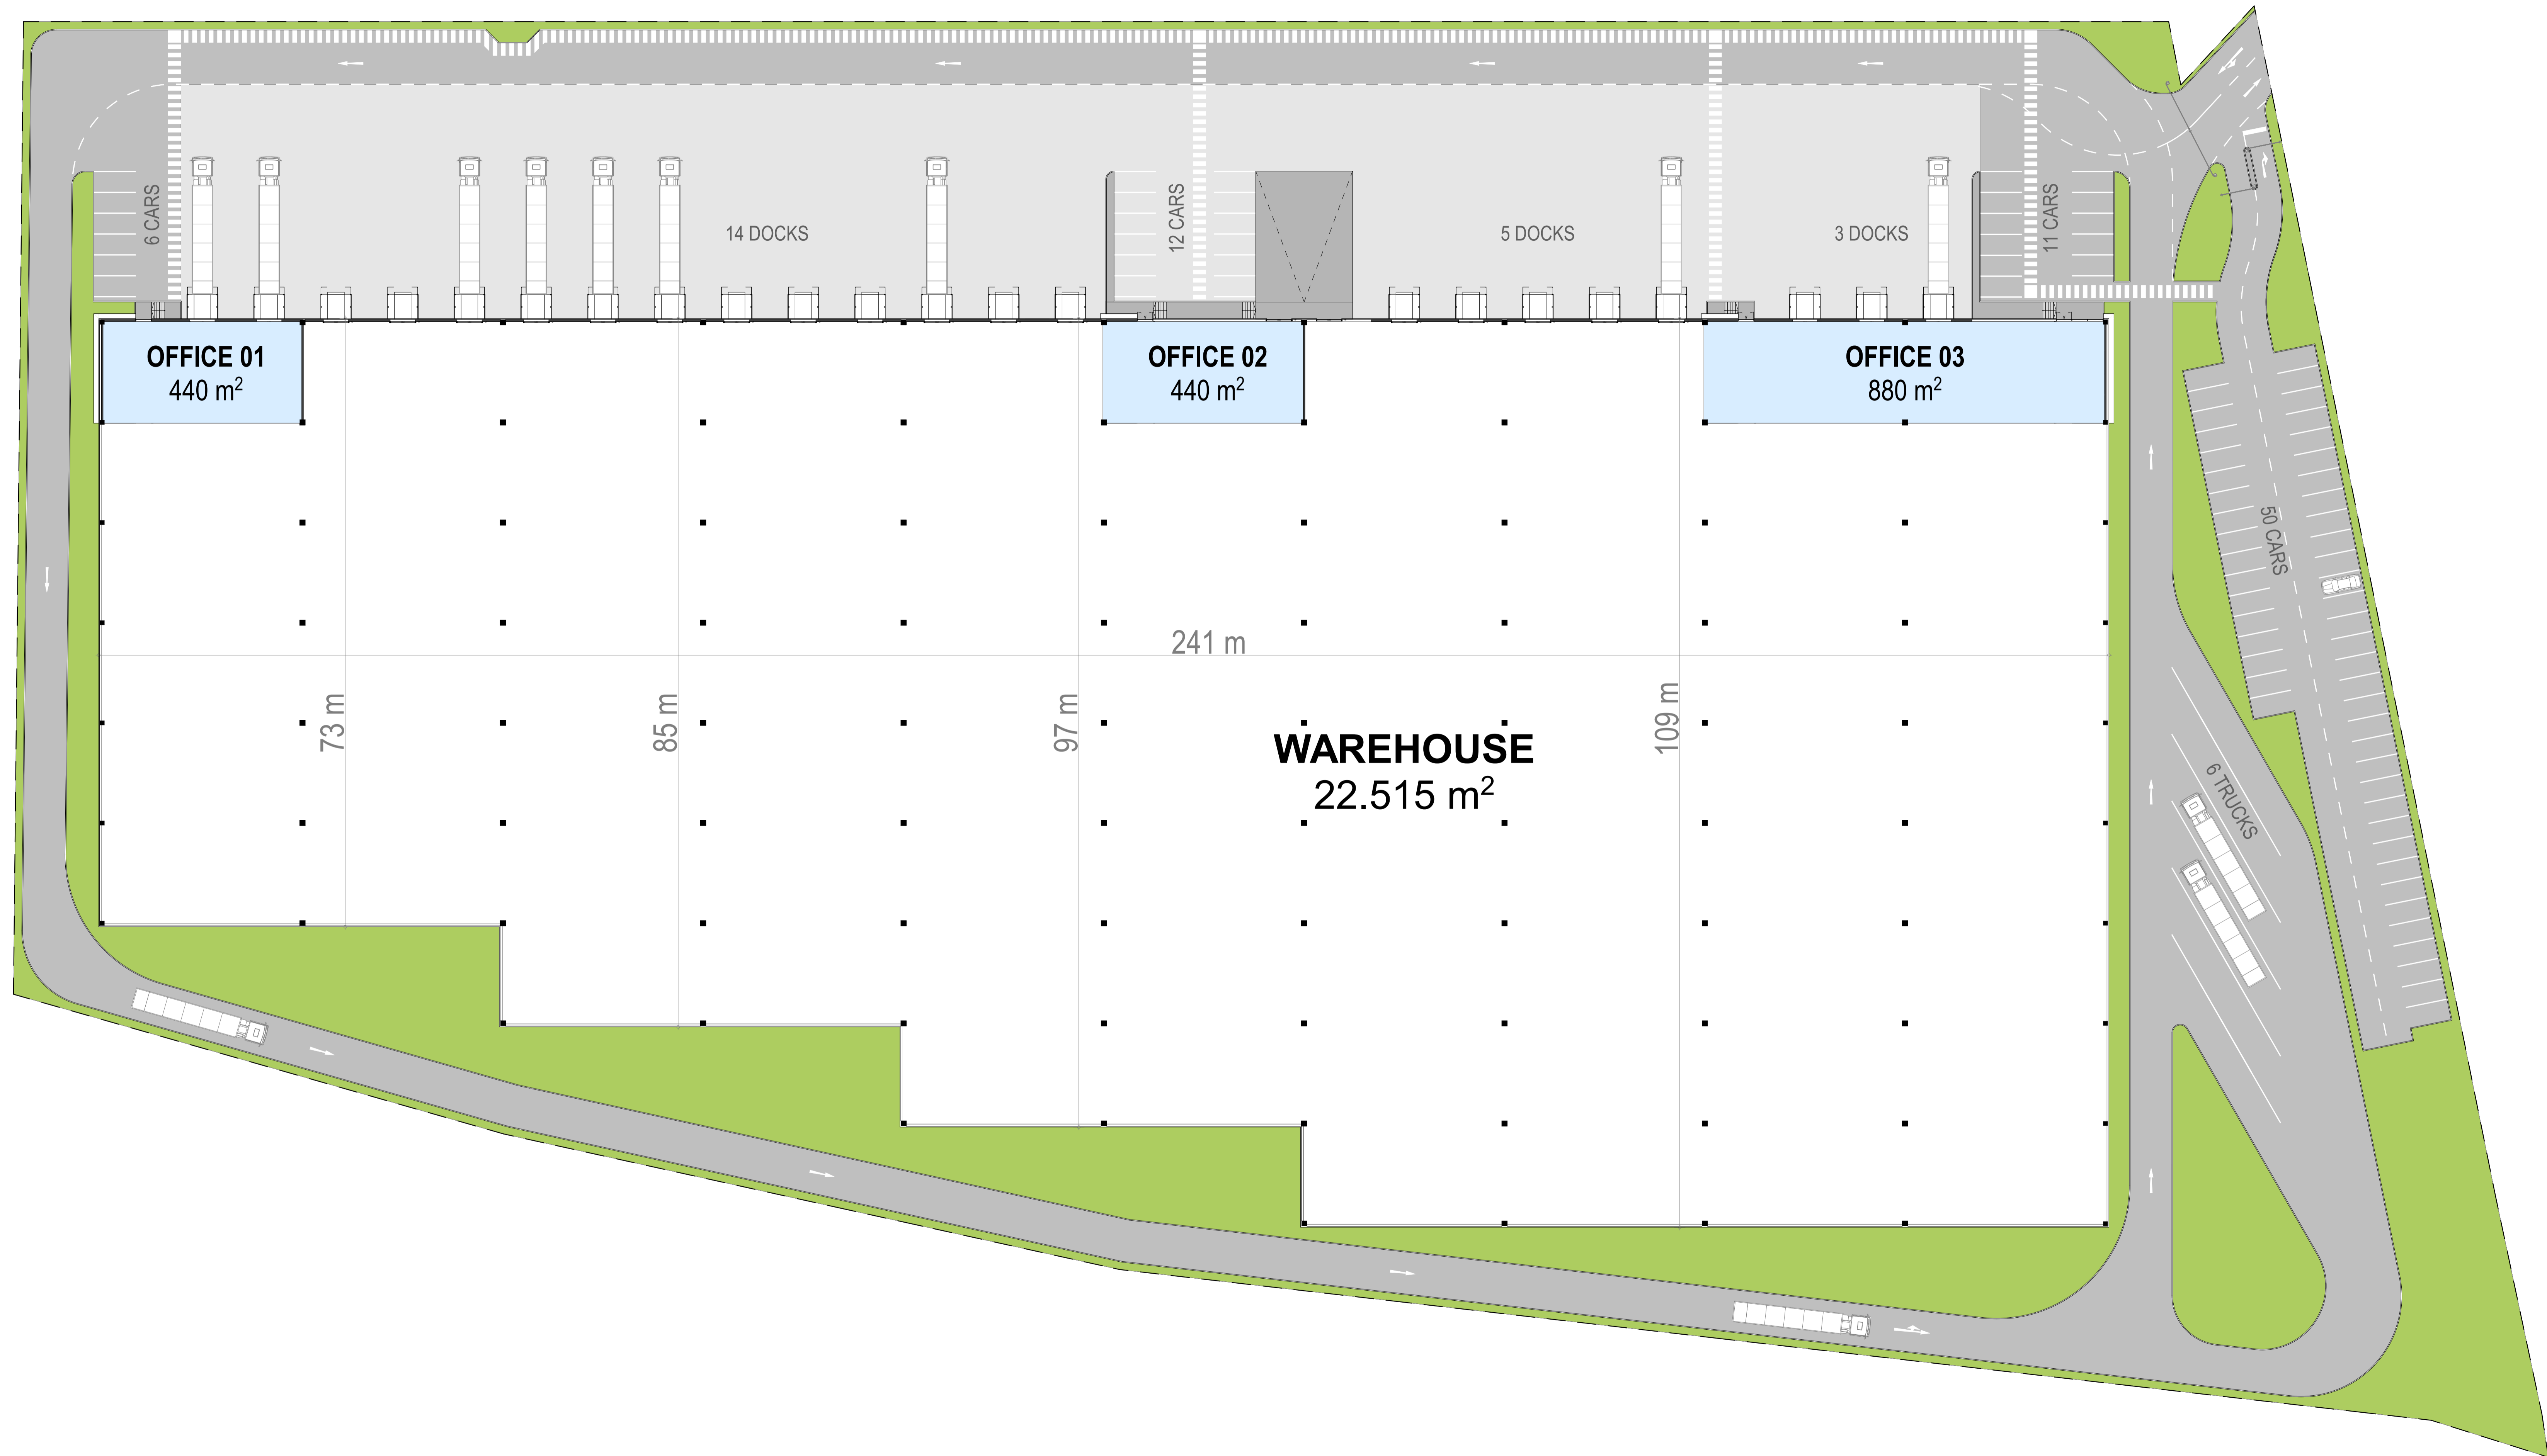 6 CARS
14 DOCKS
12 CARS
5 DOCKS
3 DOCKS
11 CARS
OFFICE 01
440 m²
OFFICE 02
440 m²
OFFICE 03
880 m²
50 CARS
241 m
73 m
85 m
97 m
109 m
WAREHOUSE
22.515 m²
6 TRUCKS